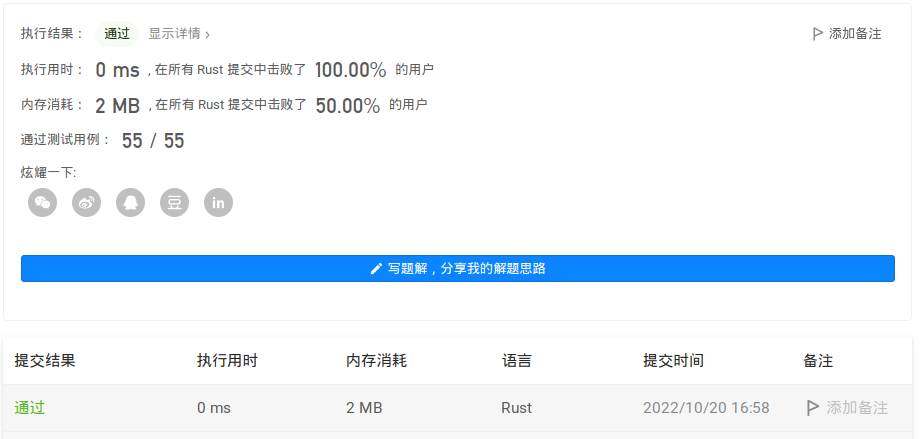 执行结果： 通过 显示详情 › 添加备注
执行用时： 0 ms , 在所有 Rust 提交中击败了 100.00% 的用户
内存消耗： 2 MB , 在所有 Rust 提交中击败了 50.00% 的用户
通过测试用例： 55 / 55
炫耀一下:
豆 in
写题解，分享我的解题思路
提交结果 执行用时 内存消耗 语言 提交时间 备注
通过 0 ms 2 MB Rust 2022/10/20 16:58 添加备注